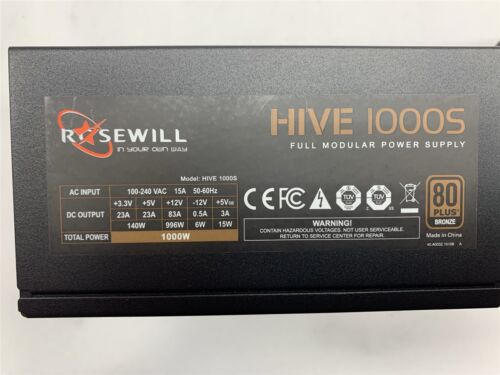 ROSEWILL
IN YOUR OWN WAY
HIVE 1000S
FULL MODULAR POWER SUPPLY
Model: HIVE 1000S
AC INPUT 100-240 VAC 15A 50-60Hz
DC OUTPUT +3.3V +5V +12V -12V +5VSB
23A 23A 83A 0.5A 3A
140W 996W 6W 15W
TOTAL POWER 1000W
CE FC TÜV TÜV
80 PLUS
BRONZE
WARNING!
CONTAIN HAZARDOUS VOLTAGES. NOT USER SERVICEABLE.
RETURN TO SERVICE CENTER FOR REPAIR.
Made in China